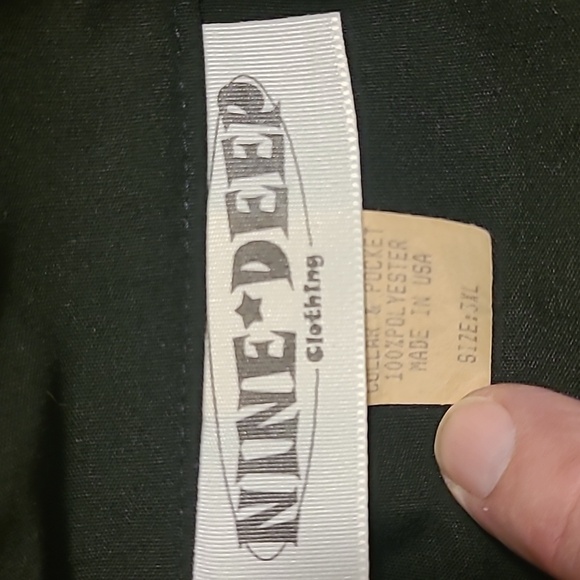 NINE★DEEP
Clothing
COLLAR & POCKET
100%POLYESTER
MADE IN USA
SIZE:3XL